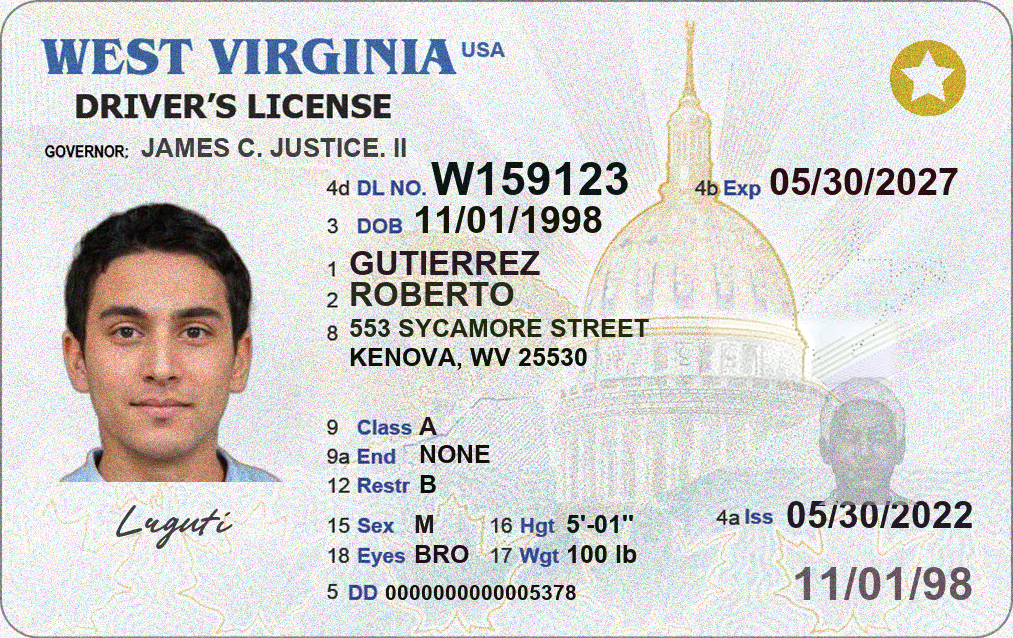 WEST VIRGINIA USA
DRIVER'S LICENSE
GOVERNOR: JAMES C. JUSTICE. II
4d DL NO. W159123 4b Exp 05/30/2027
3 DOB 11/01/1998
1 GUTIERREZ
2 ROBERTO
8 553 SYCAMORE STREET
KENOVA, WV 25530
9 Class A
9a End NONE
12 Restr B
15 Sex M 16 Hgt 5'-01" 4a Iss 05/30/2022
18 Eyes BRO 17 Wgt 100 lb
5 DD 0000000000005378
11/01/98
Luguti